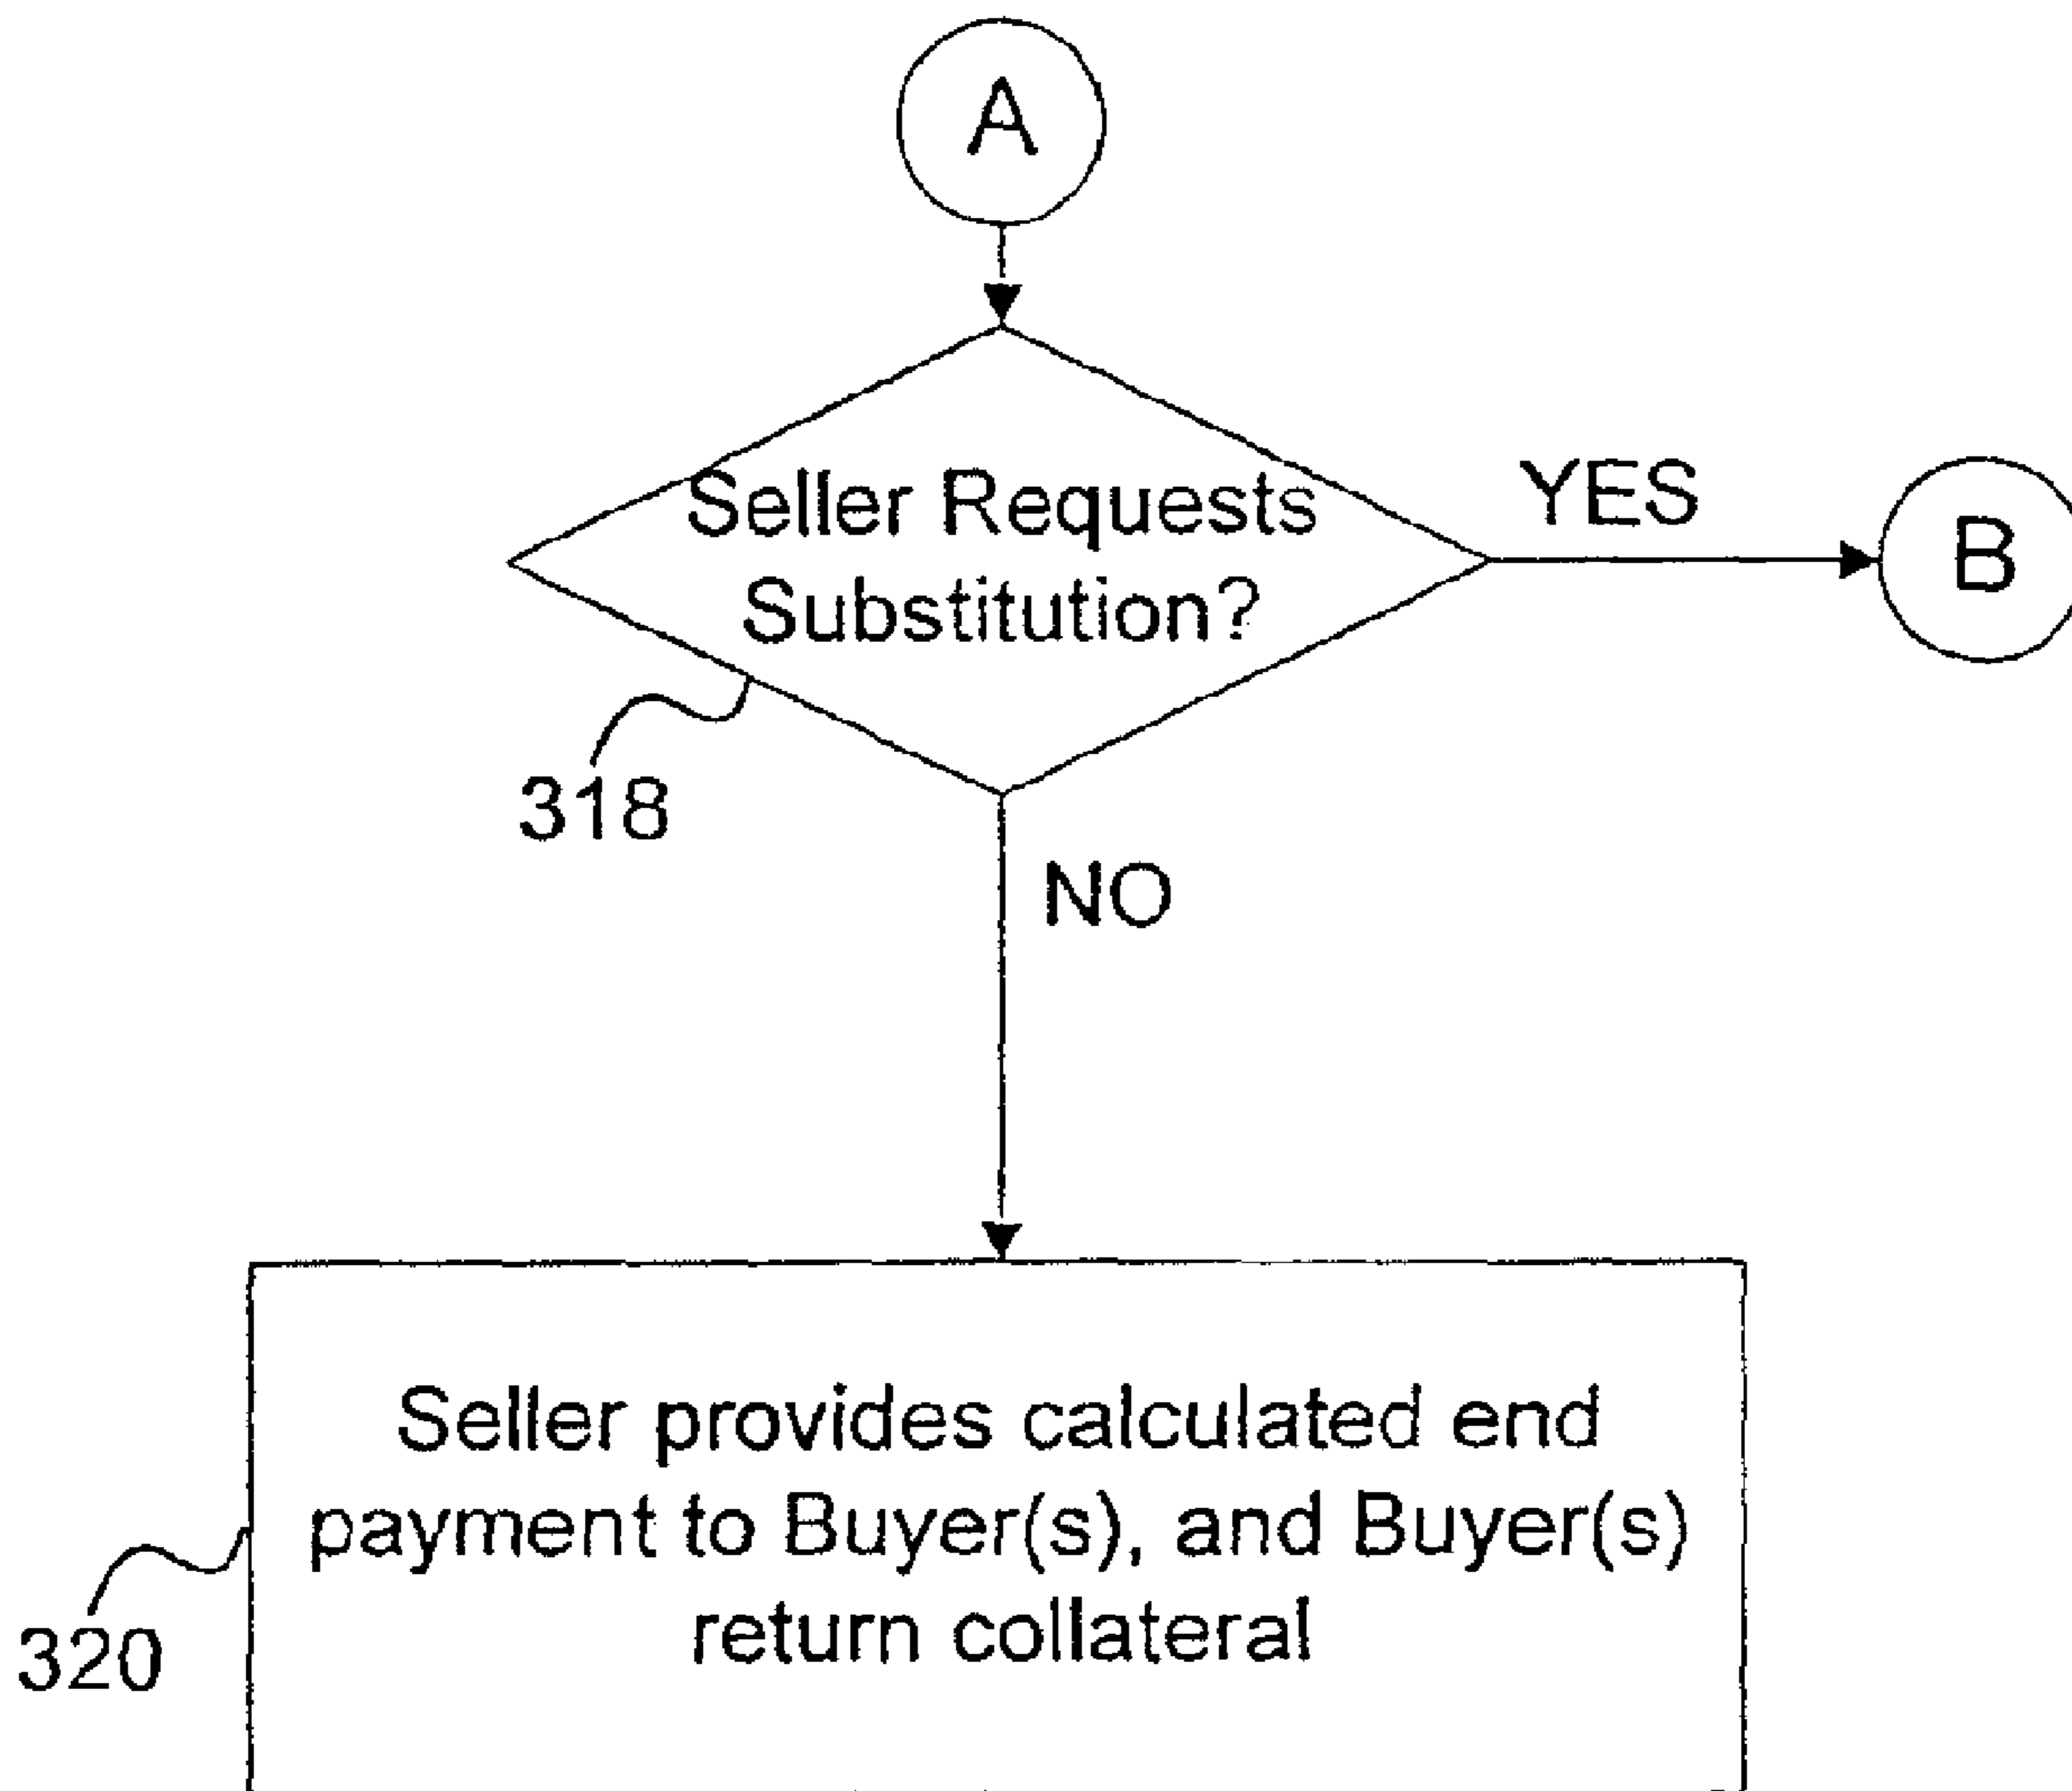 A
Seller Requests
Substitution?
YES
B
318
NO
Seller provides calculated end
payment to Buyer(s), and Buyer(s)
return collateral
320